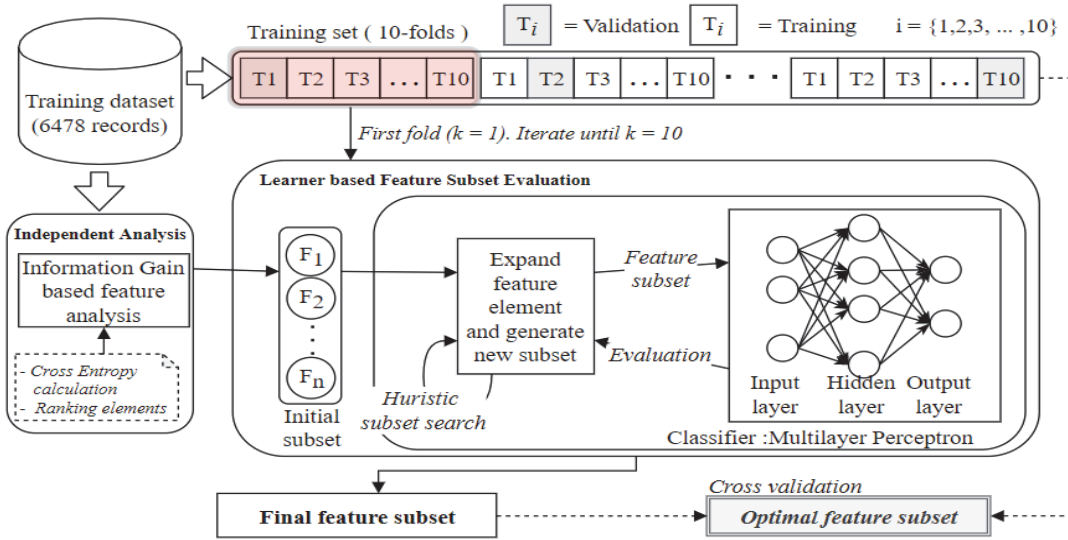 Training set ( 10-folds )
Ti = Validation
Ti = Training
i = {1,2,3, ... ,10}
T1 T2 T3 ... T10 T1 T2 T3 ... T10 · · · T1 T2 T3 ... T10
Training dataset
(6478 records)
First fold (k = 1). Iterate until k = 10
Learner based Feature Subset Evaluation
Independent Analysis
Information Gain
based feature
analysis
- Cross Entropy
calculation
- Ranking elements
F1
F2
Fn
Initial
subset
Expand
feature
element
and generate
new subset
Huristic
subset search
Feature
subset
Evaluation
Input
layer
Hidden
layer
Output
layer
Classifier :Multilayer Perceptron
Final feature subset
Cross validation
Optimal feature subset